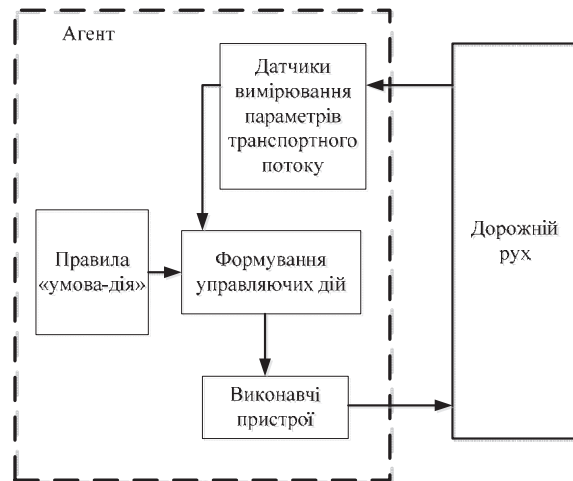 Агент
Датчики
вимірювання
параметрів
транспортного
потоку
Правила
«умова-дія»
Формування
управляючих дій
Виконавчі
пристрої
Дорожній
рух